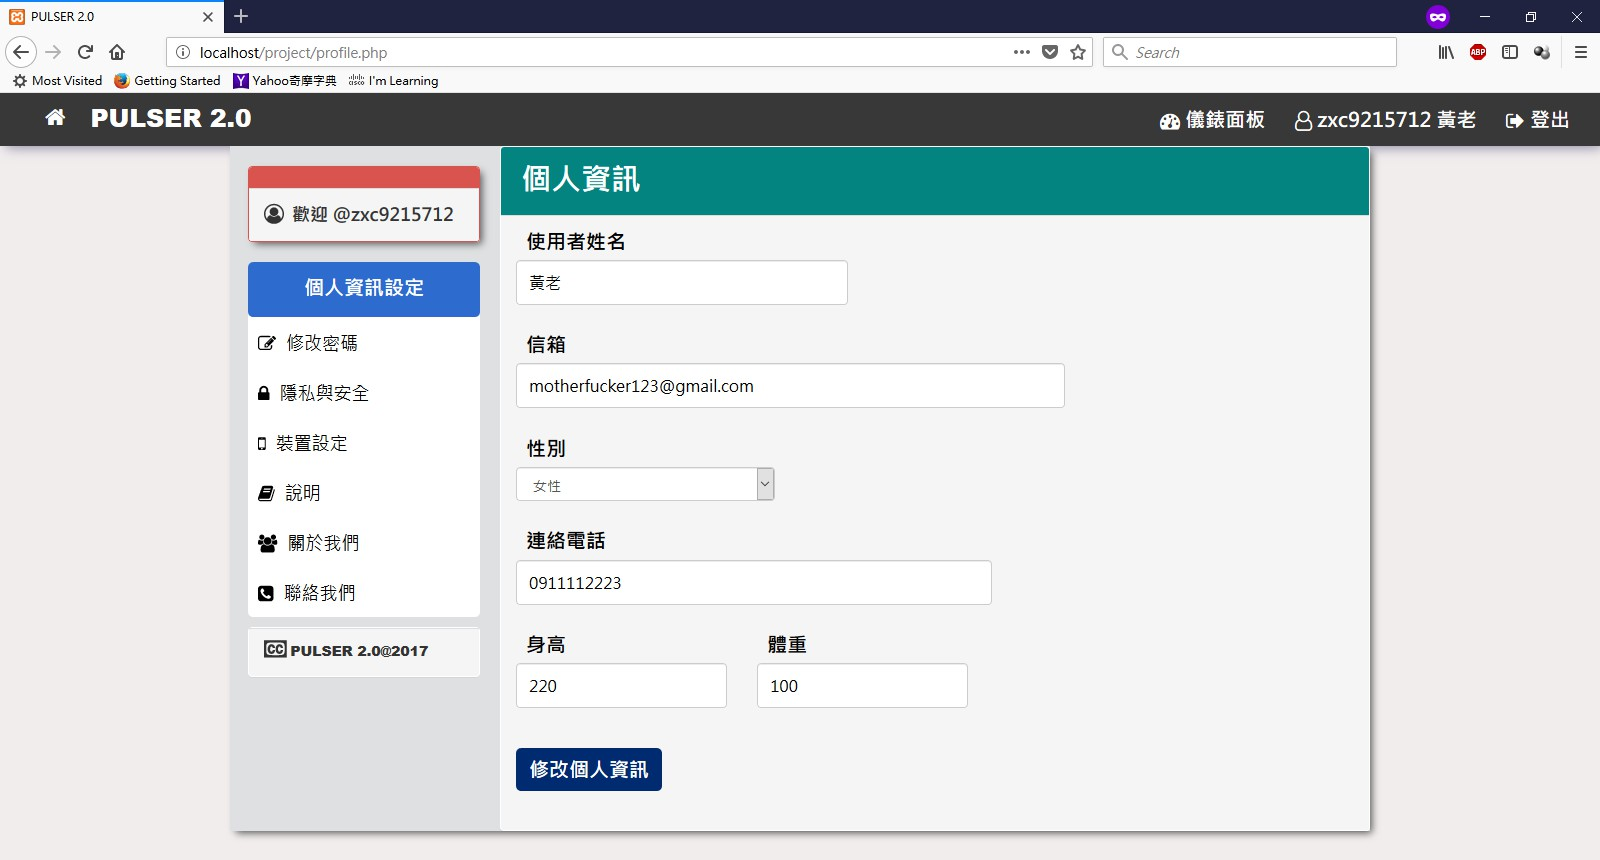 PULSER 2.0
localhost/project/profile.php
Search
Most Visited Getting Started Yahoo奇摩字典 I'm Learning
PULSER 2.0 儀錶面板 zxc9215712 黃老 登出
歡迎 @zxc9215712
個人資訊設定
修改密碼
隱私與安全
裝置設定
說明
關於我們
聯絡我們
PULSER 2.0@2017
個人資訊
使用者姓名
黃老
信箱
motherfucker123@gmail.com
性別
女性
連絡電話
0911112223
身高 體重
220 100
修改個人資訊